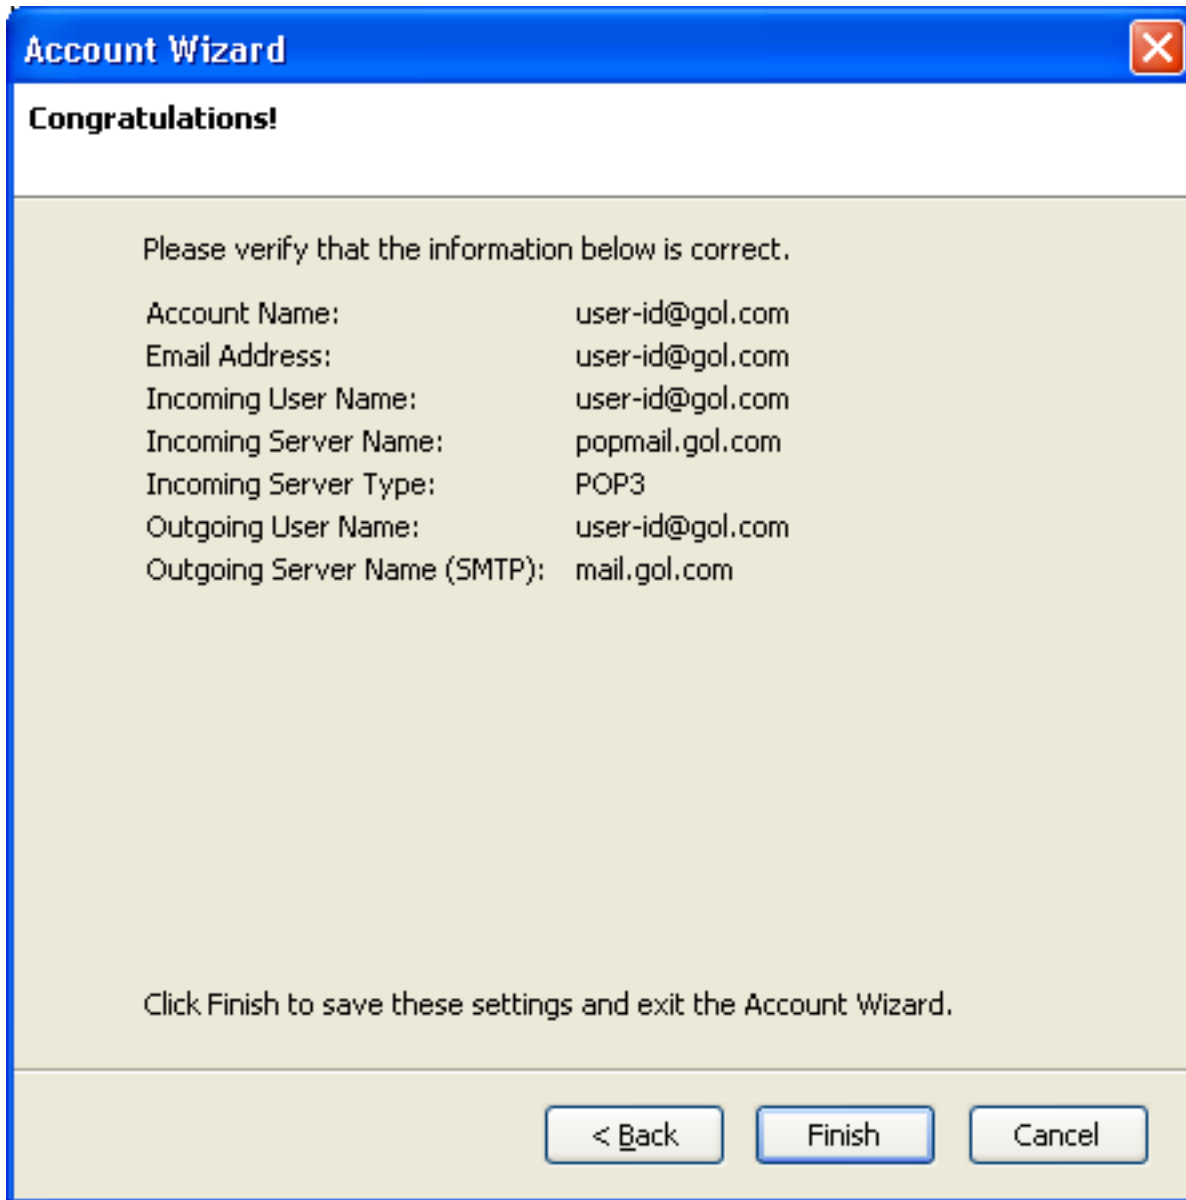 Account Wizard
Congratulations!
Please verify that the information below is correct.
Account Name: user-id@gol.com
Email Address: user-id@gol.com
Incoming User Name: user-id@gol.com
Incoming Server Name: popmail.gol.com
Incoming Server Type: POP3
Outgoing User Name: user-id@gol.com
Outgoing Server Name (SMTP): mail.gol.com
Click Finish to save these settings and exit the Account Wizard.
< Back Finish Cancel